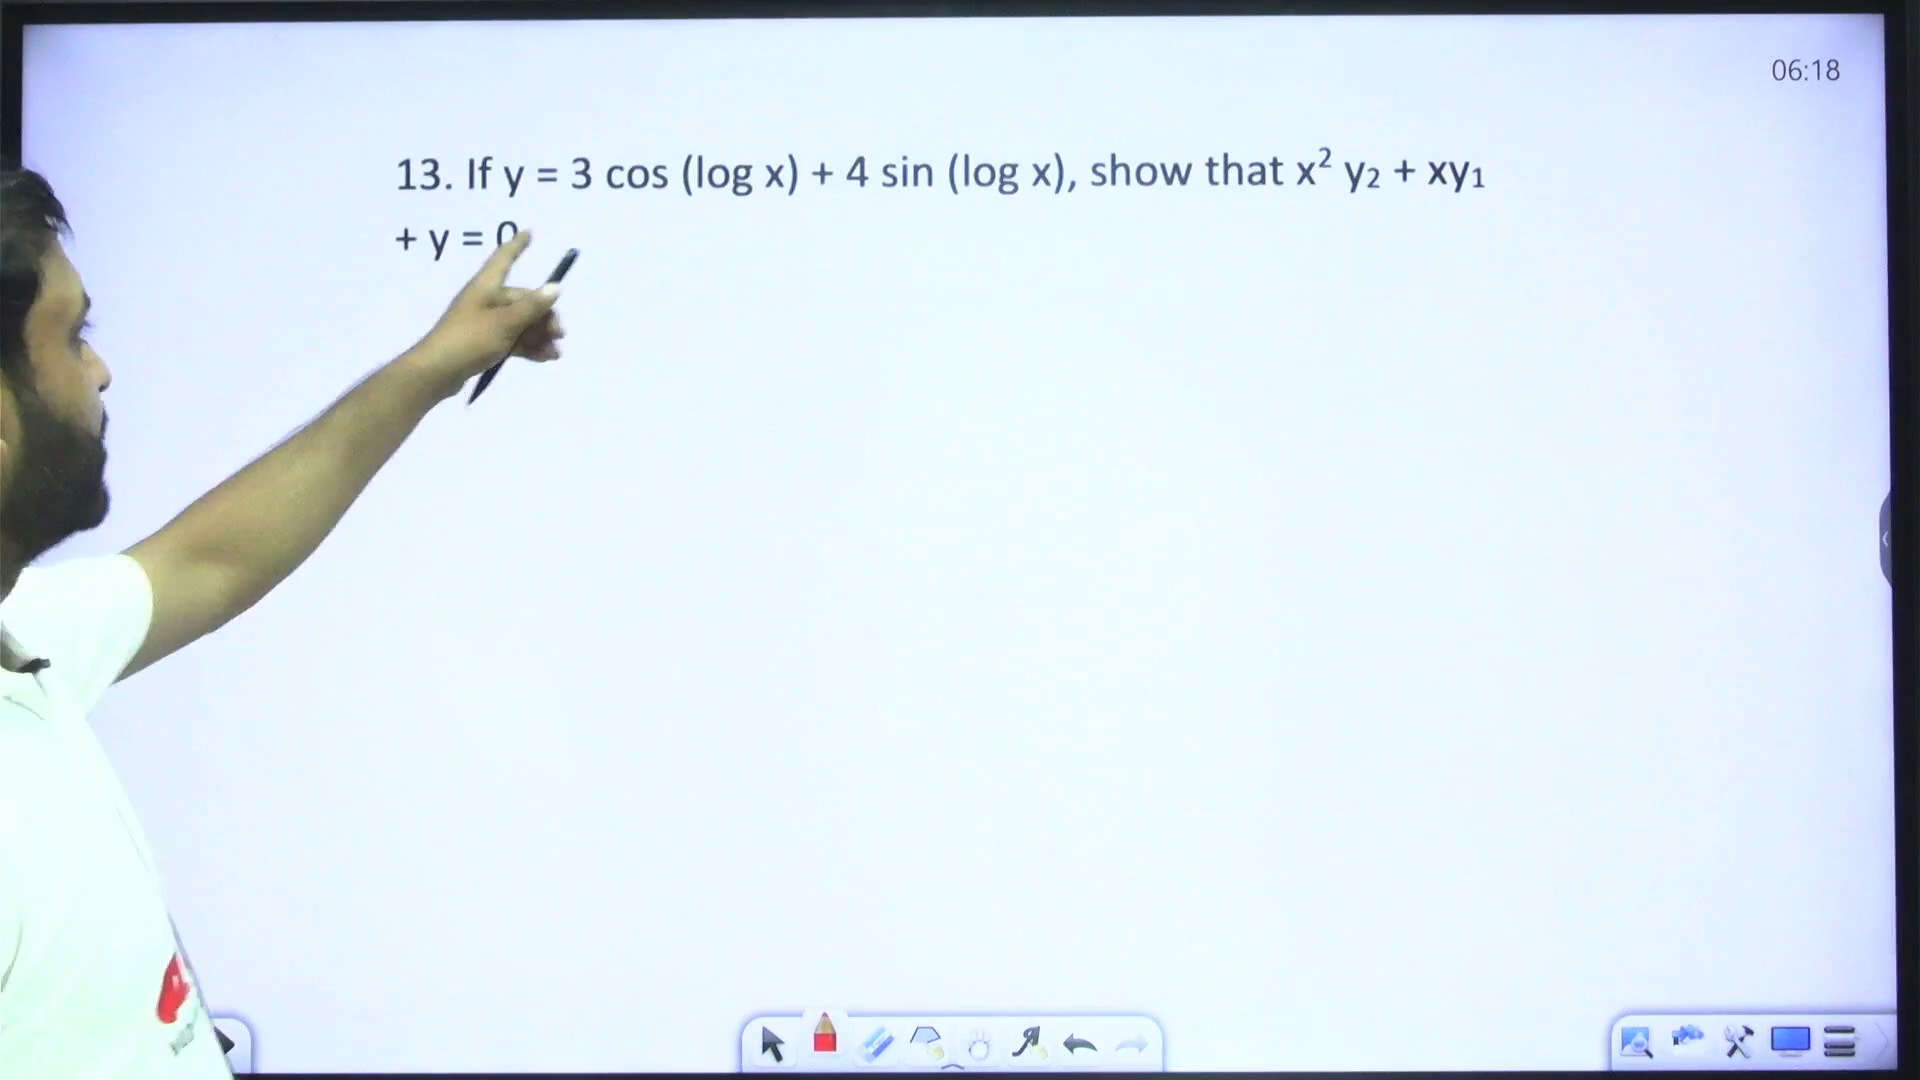 06:18
13. If y = 3 cos (log x) + 4 sin (log x), show that x² y₂ + xy₁
+ y = 0